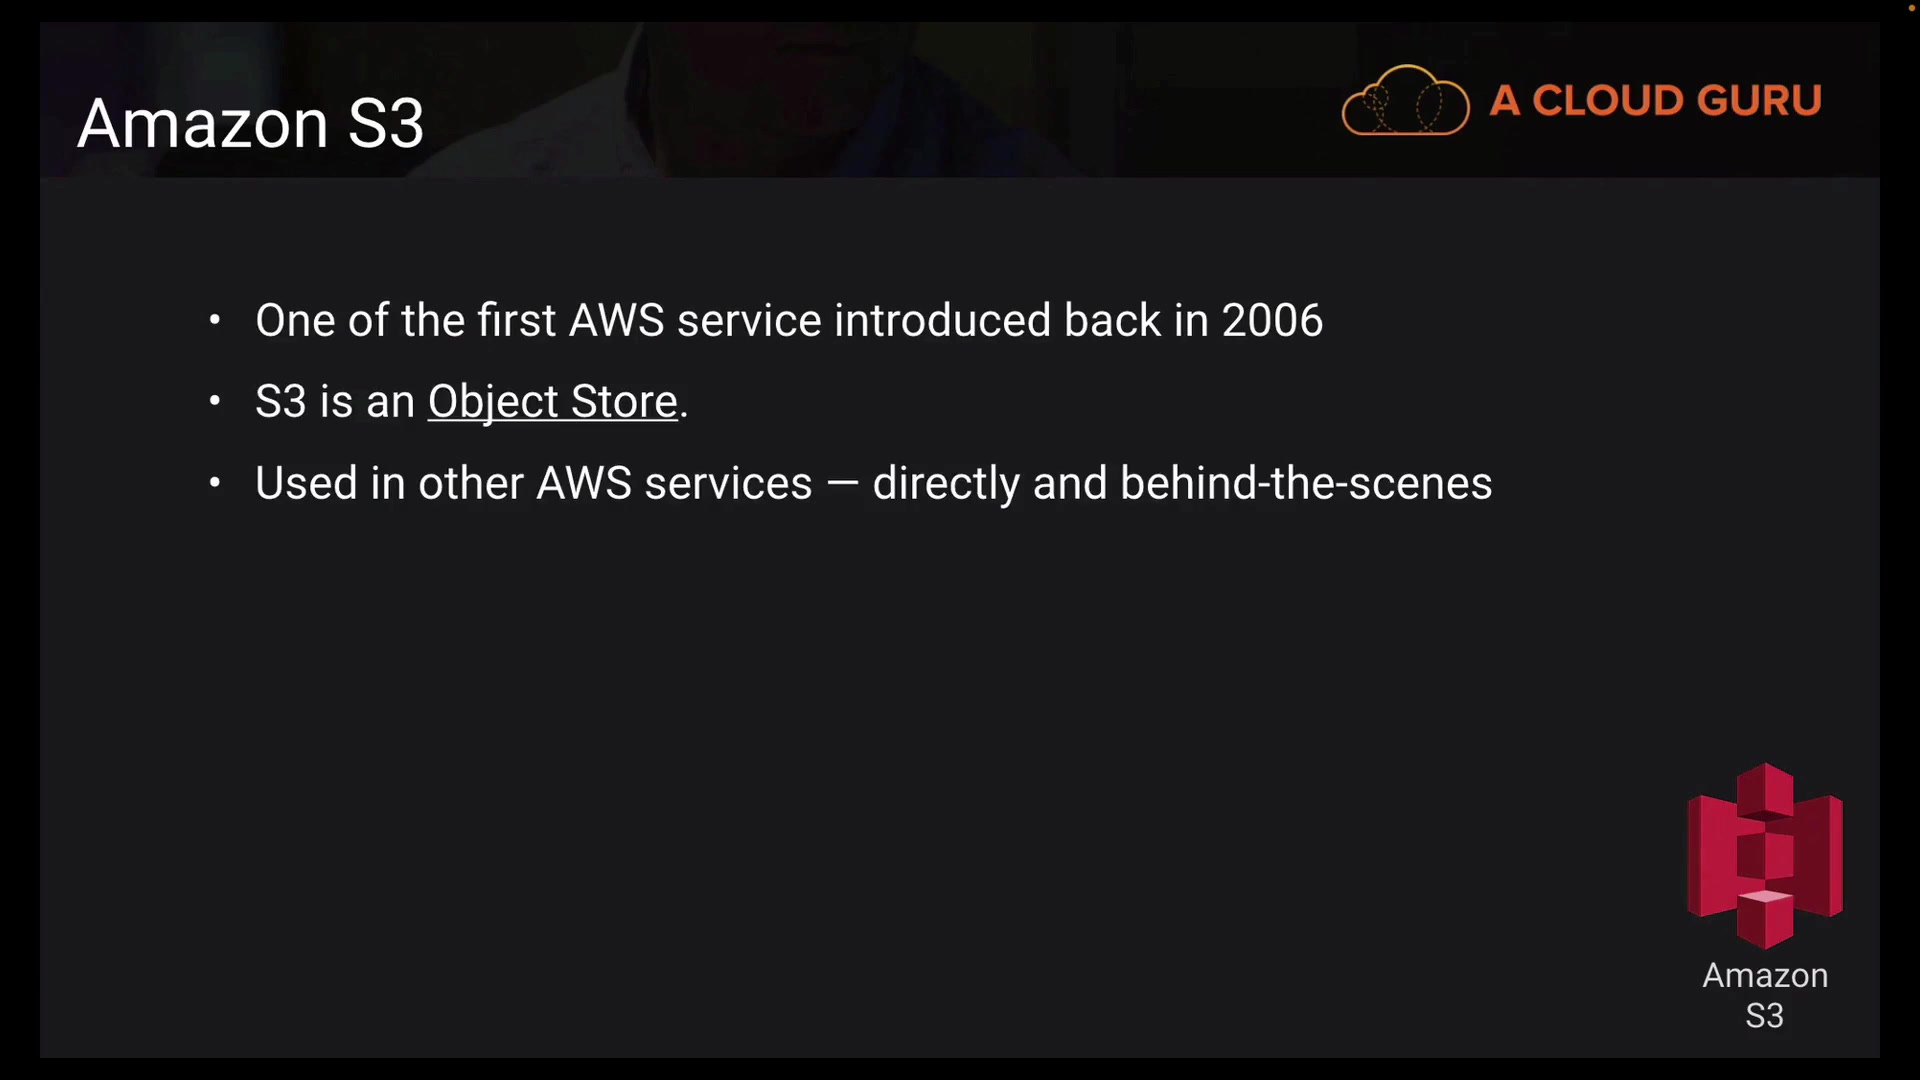 Amazon S3
A CLOUD GURU
• One of the first AWS service introduced back in 2006
• S3 is an Object Store.
• Used in other AWS services — directly and behind-the-scenes
Amazon
S3